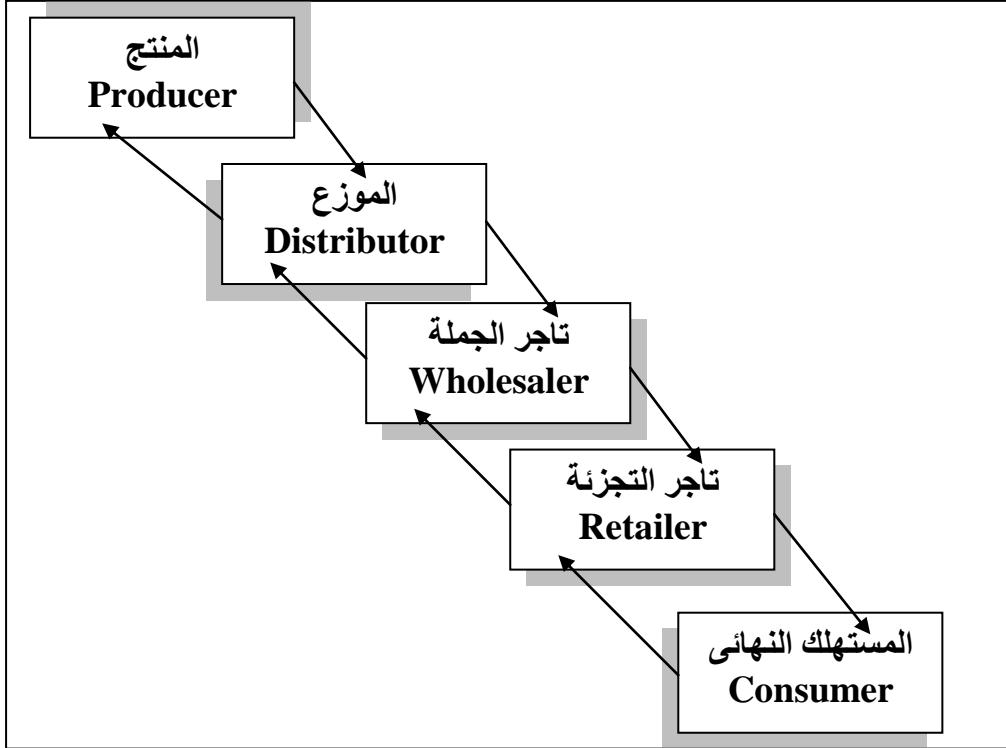 المنتج
Producer
الموزع
Distributor
تاجر الجملة
Wholesaler
تاجر التجزئة
Retailer
المستهلك النهائى
Consumer